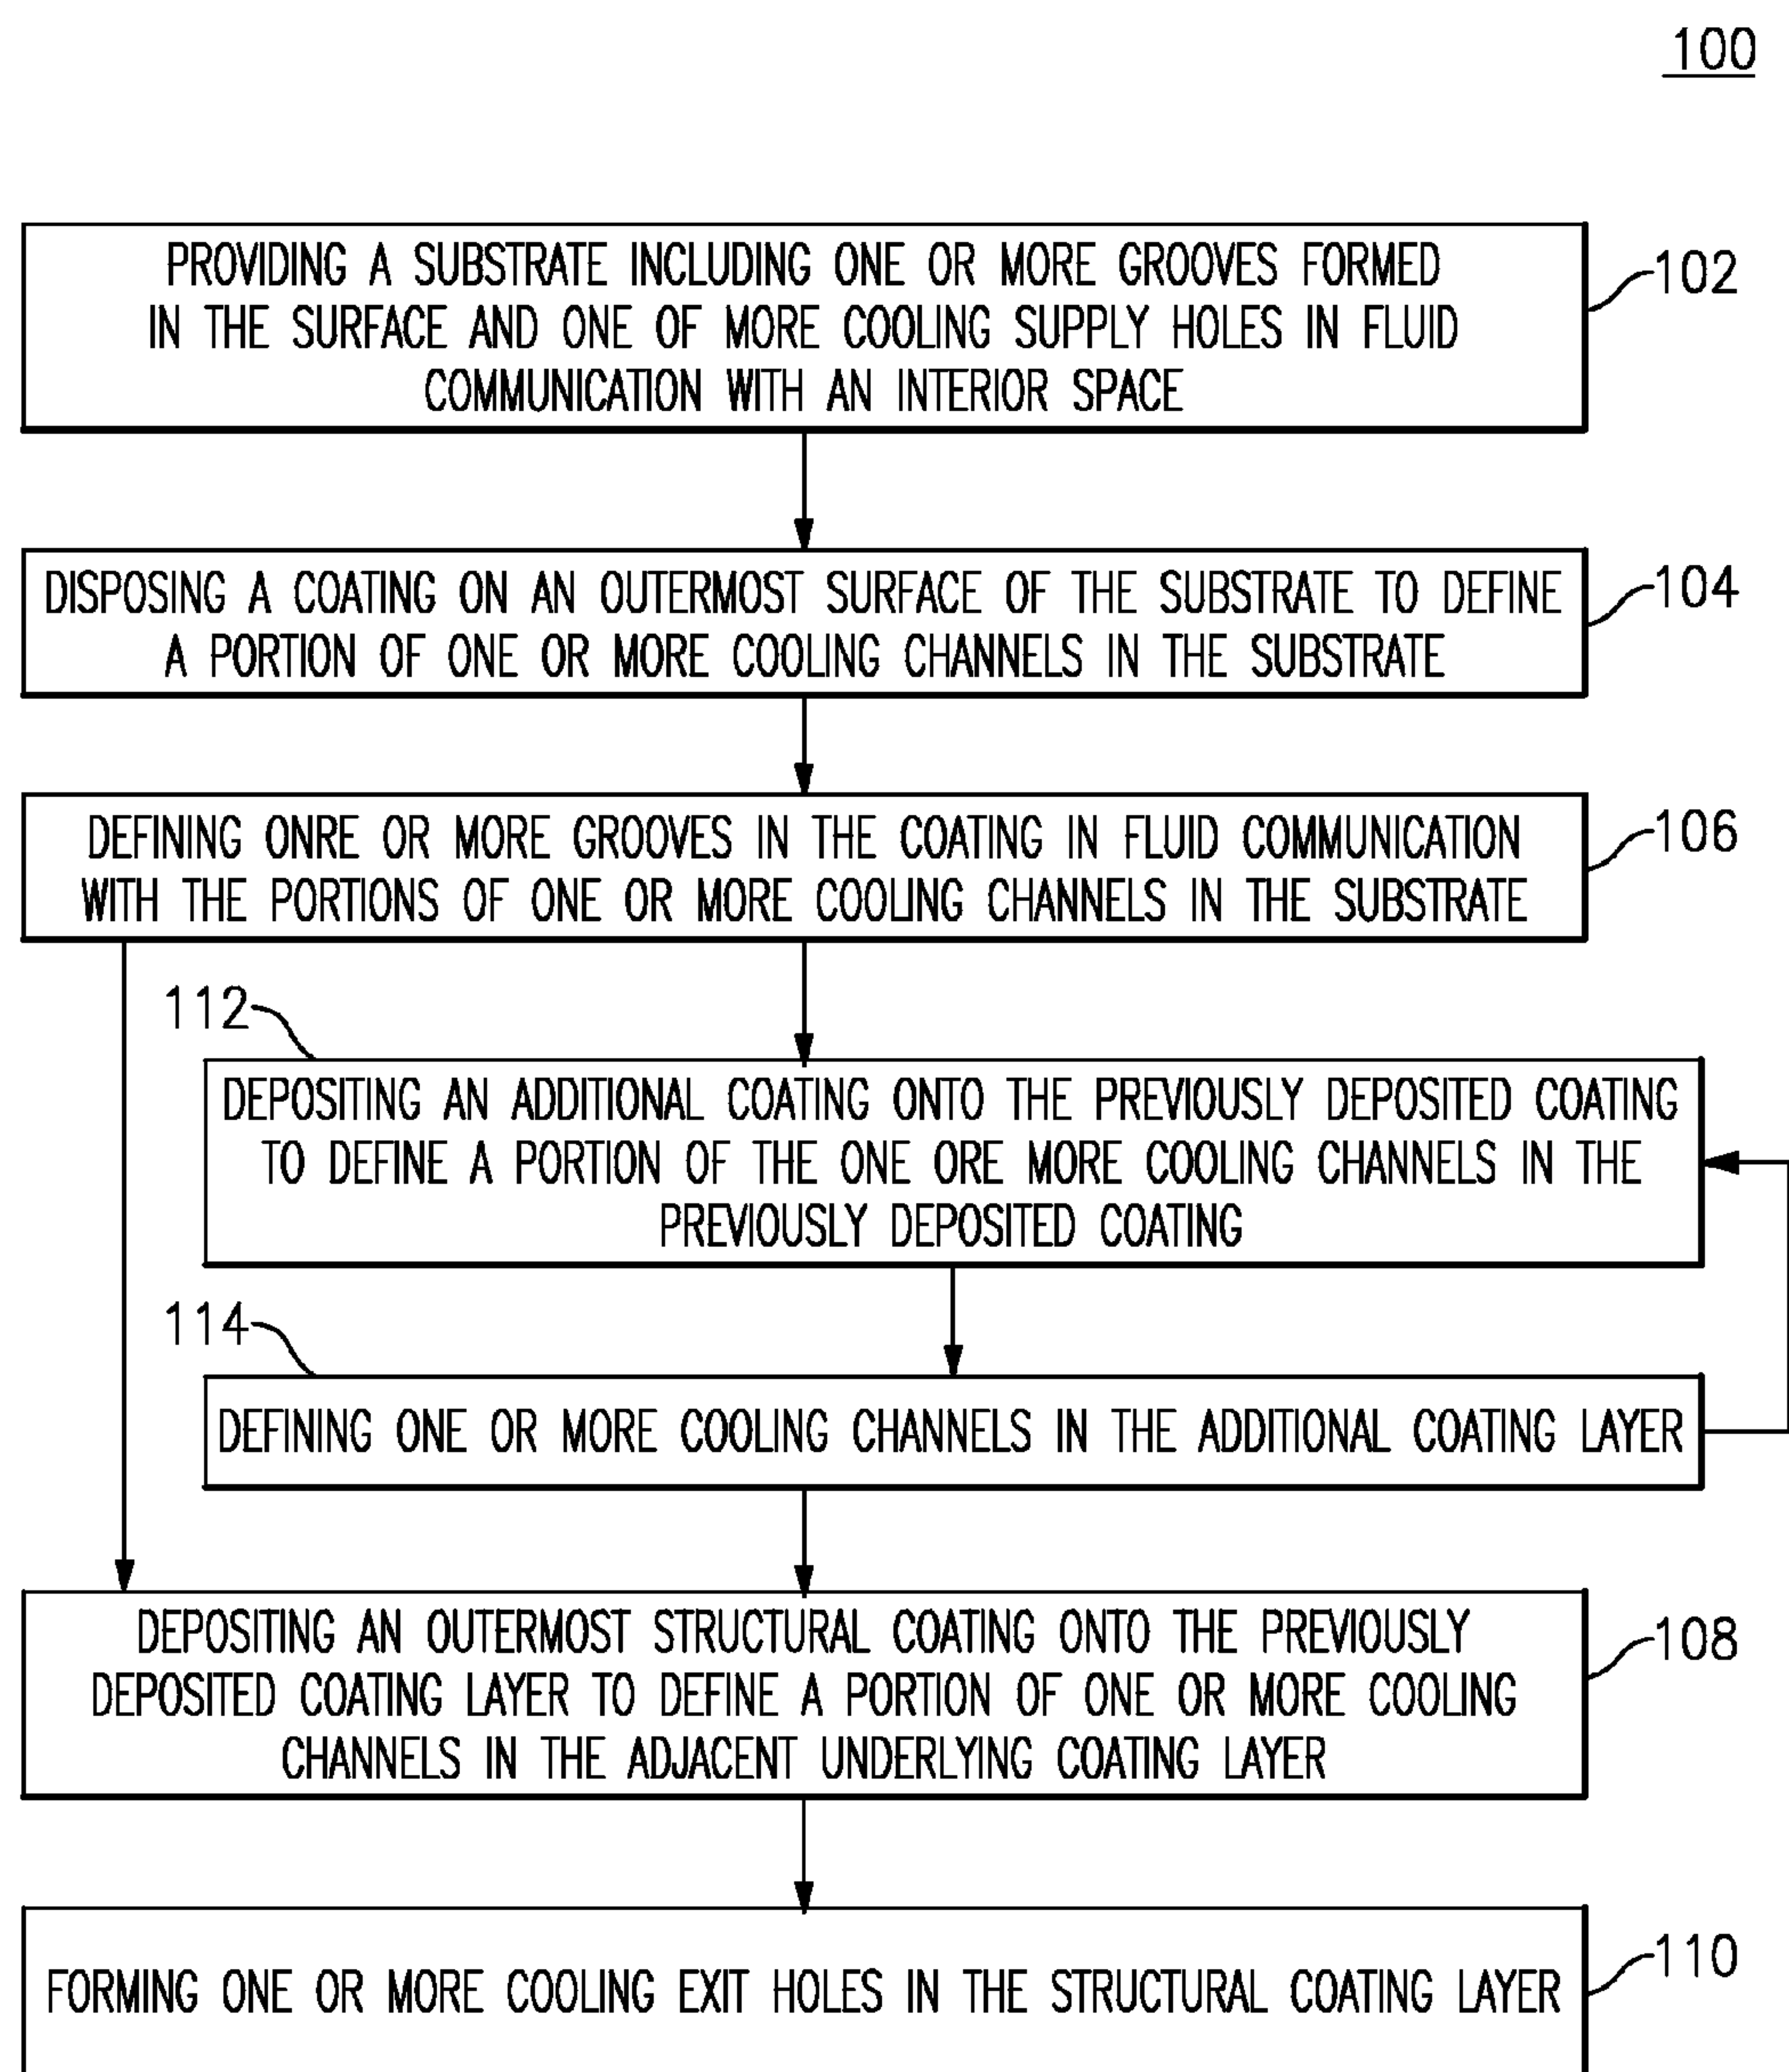 100
PROVIDING A SUBSTRATE INCLUDING ONE OR MORE GROOVES FORMED
IN THE SURFACE AND ONE OF MORE COOLING SUPPLY HOLES IN FLUID
COMMUNICATION WITH AN INTERIOR SPACE
102
DISPOSING A COATING ON AN OUTERMOST SURFACE OF THE SUBSTRATE TO DEFINE
A PORTION OF ONE OR MORE COOLING CHANNELS IN THE SUBSTRATE
104
DEFINING ONRE OR MORE GROOVES IN THE COATING IN FLUID COMMUNICATION
WITH THE PORTIONS OF ONE OR MORE COOLING CHANNELS IN THE SUBSTRATE
106
112
DEPOSITING AN ADDITIONAL COATING ONTO THE PREVIOUSLY DEPOSITED COATING
TO DEFINE A PORTION OF THE ONE ORE MORE COOLING CHANNELS IN THE
PREVIOUSLY DEPOSITED COATING
114
DEFINING ONE OR MORE COOLING CHANNELS IN THE ADDITIONAL COATING LAYER
DEPOSITING AN OUTERMOST STRUCTURAL COATING ONTO THE PREVIOUSLY
DEPOSITED COATING LAYER TO DEFINE A PORTION OF ONE OR MORE COOLING
CHANNELS IN THE ADJACENT UNDERLYING COATING LAYER
108
FORMING ONE OR MORE COOLING EXIT HOLES IN THE STRUCTURAL COATING LAYER
110